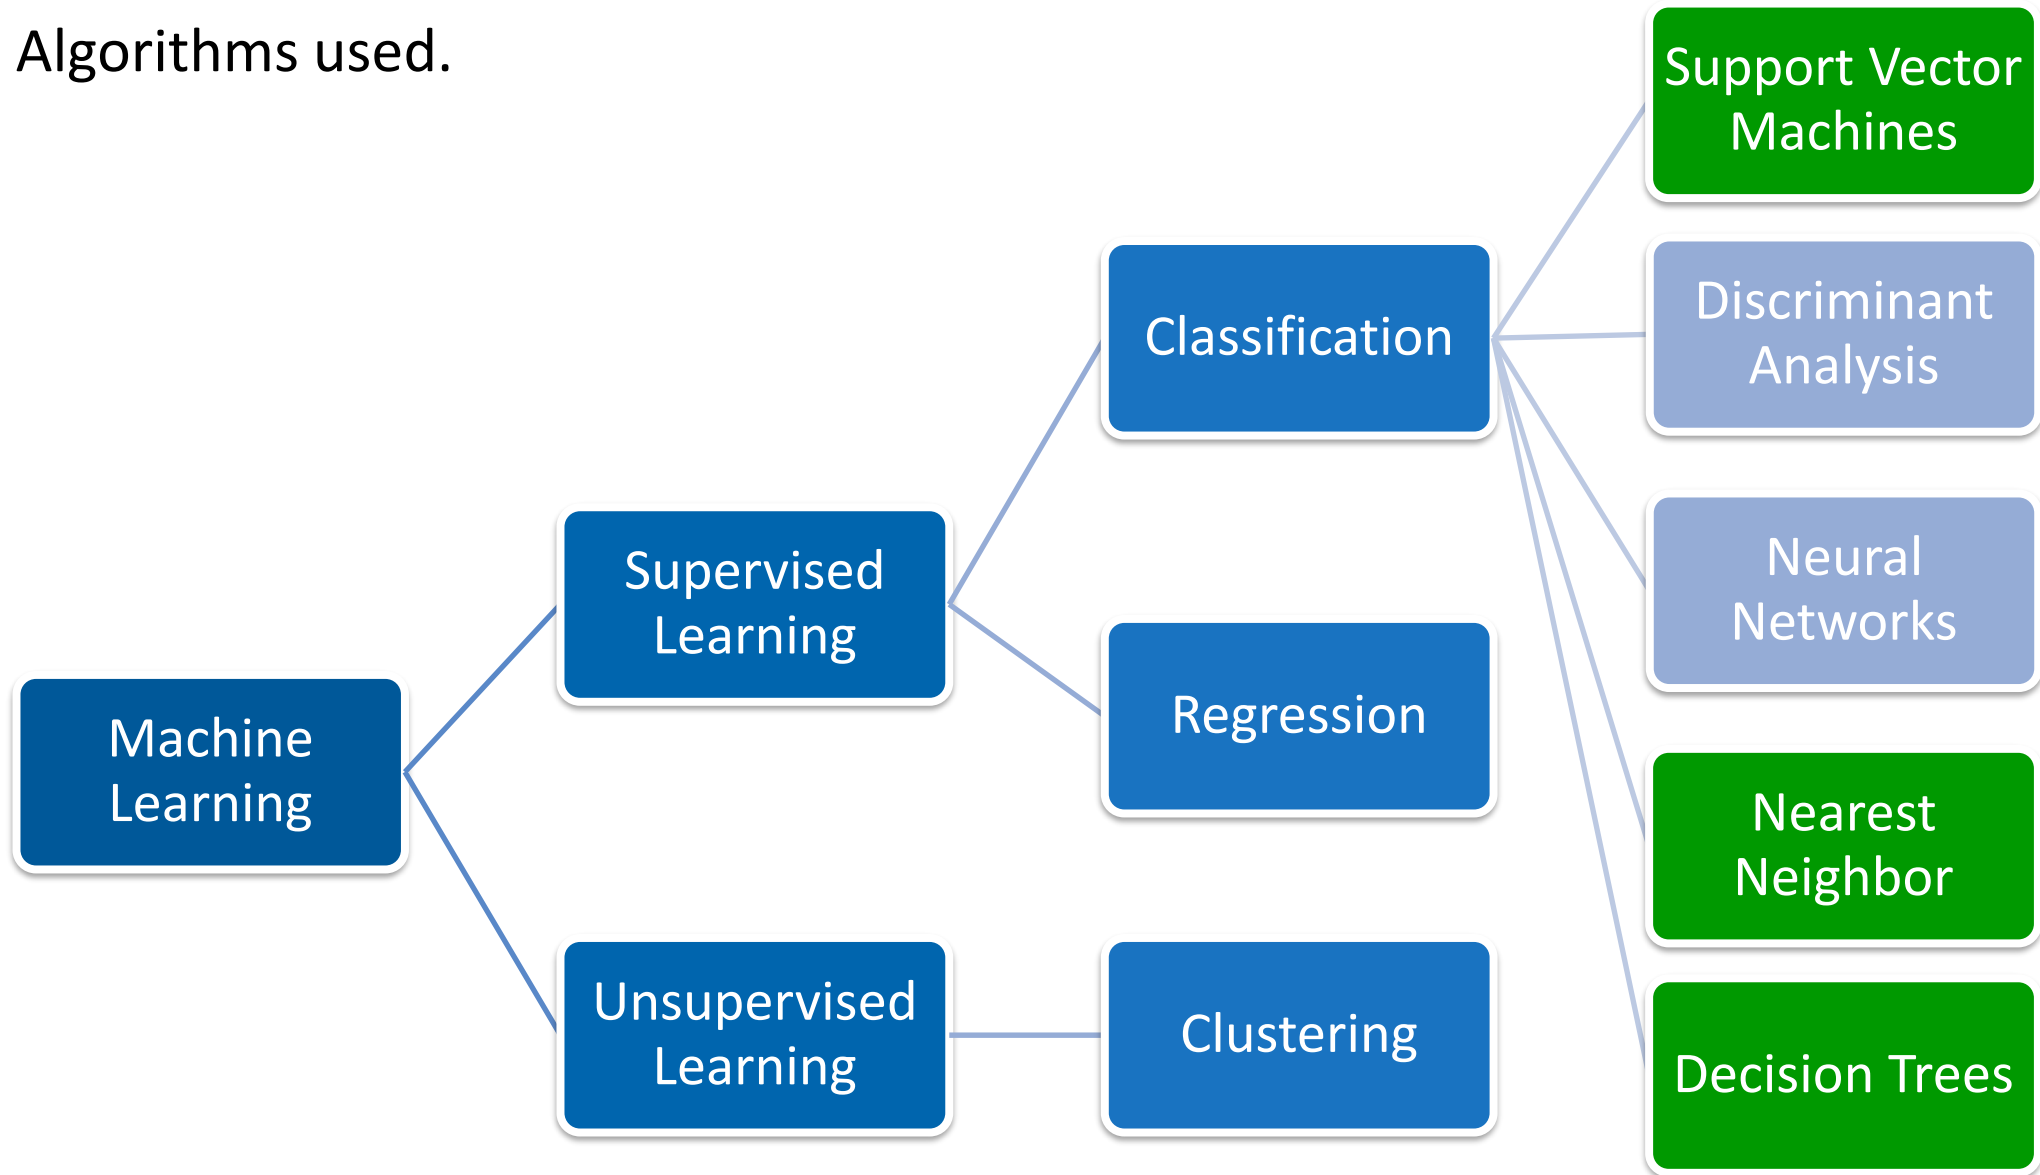 Algorithms used.
Machine
Learning
Supervised
Learning
Unsupervised
Learning
Classification
Regression
Clustering
Support Vector
Machines
Discriminant
Analysis
Neural
Networks
Nearest
Neighbor
Decision Trees